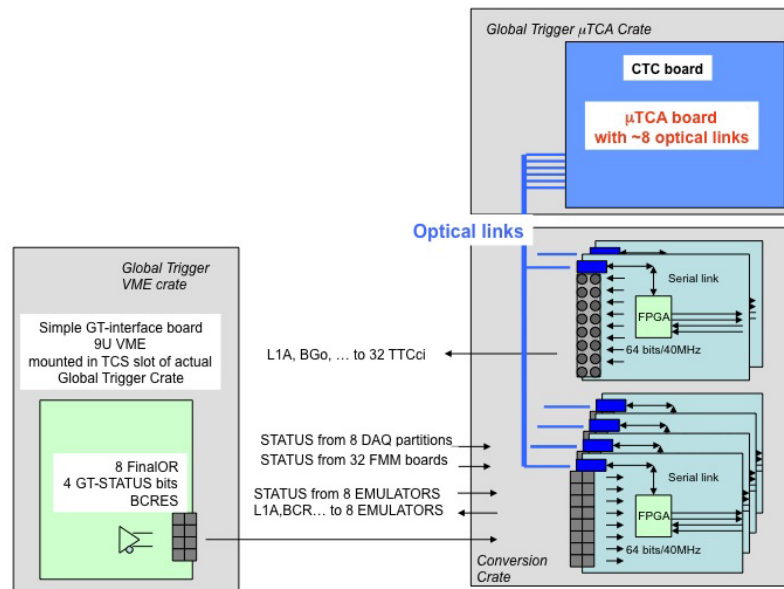 Global Trigger μTCA Crate
CTC board
μTCA board
with ~8 optical links
Optical links
Global Trigger
VME crate
Simple GT-interface board
9U VME
mounted in TCS slot of actual
Global Trigger Crate
8 FinalOR
4 GT-STATUS bits
BCRES
L1A, BGo, … to 32 TTCci
STATUS from 8 DAQ partitions
STATUS from 32 FMM boards
STATUS from 8 EMULATORS
L1A,BCR… to 8 EMULATORS
Serial link
FPGA
64 bits/40MHz
Serial link
FPGA
64 bits/40MHz
Conversion
Crate